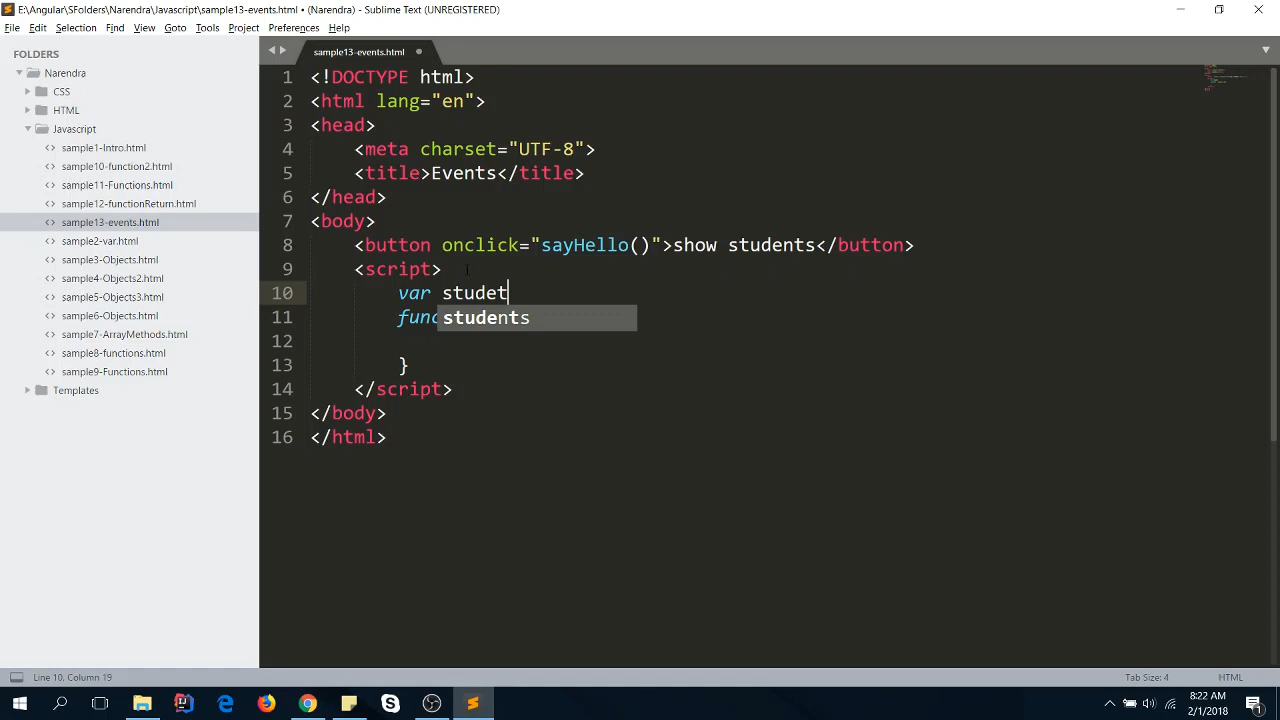 E:\Angular\SFolders\Narendra\Javascript\sample13-events.html • (Narendra) - Sublime Text (UNREGISTERED)
File Edit Selection Find View Goto Tools Project Preferences Help
FOLDERS
Narendra
CSS
HTML
Javascript
sample1-Intro.html
sample10-function2.html
sample11-Functions.html
sample12-functionReturn.html
sample13-events.html
sample2-var.html
sample3-Objects.html
sample4-Objects2.html
sample5-Objects3.html
sample6-Objects.html
sample7-ArrayMethods.html
sample8-functions.html
sample9-Functions.html
Templates
sample13-events.html
1 <!DOCTYPE html>
2 <html lang="en">
3 <head>
4 <meta charset="UTF-8">
5 <title>Events</title>
6 </head>
7 <body>
8 <button onclick="sayHello()">show students</button>
9 <script>
10 var studet
11 func
students
12
13 }
14 </script>
15 </body>
16 </html>
Line 10, Column 19
Tab Size: 4
HTML
8:22 AM
2/1/2018